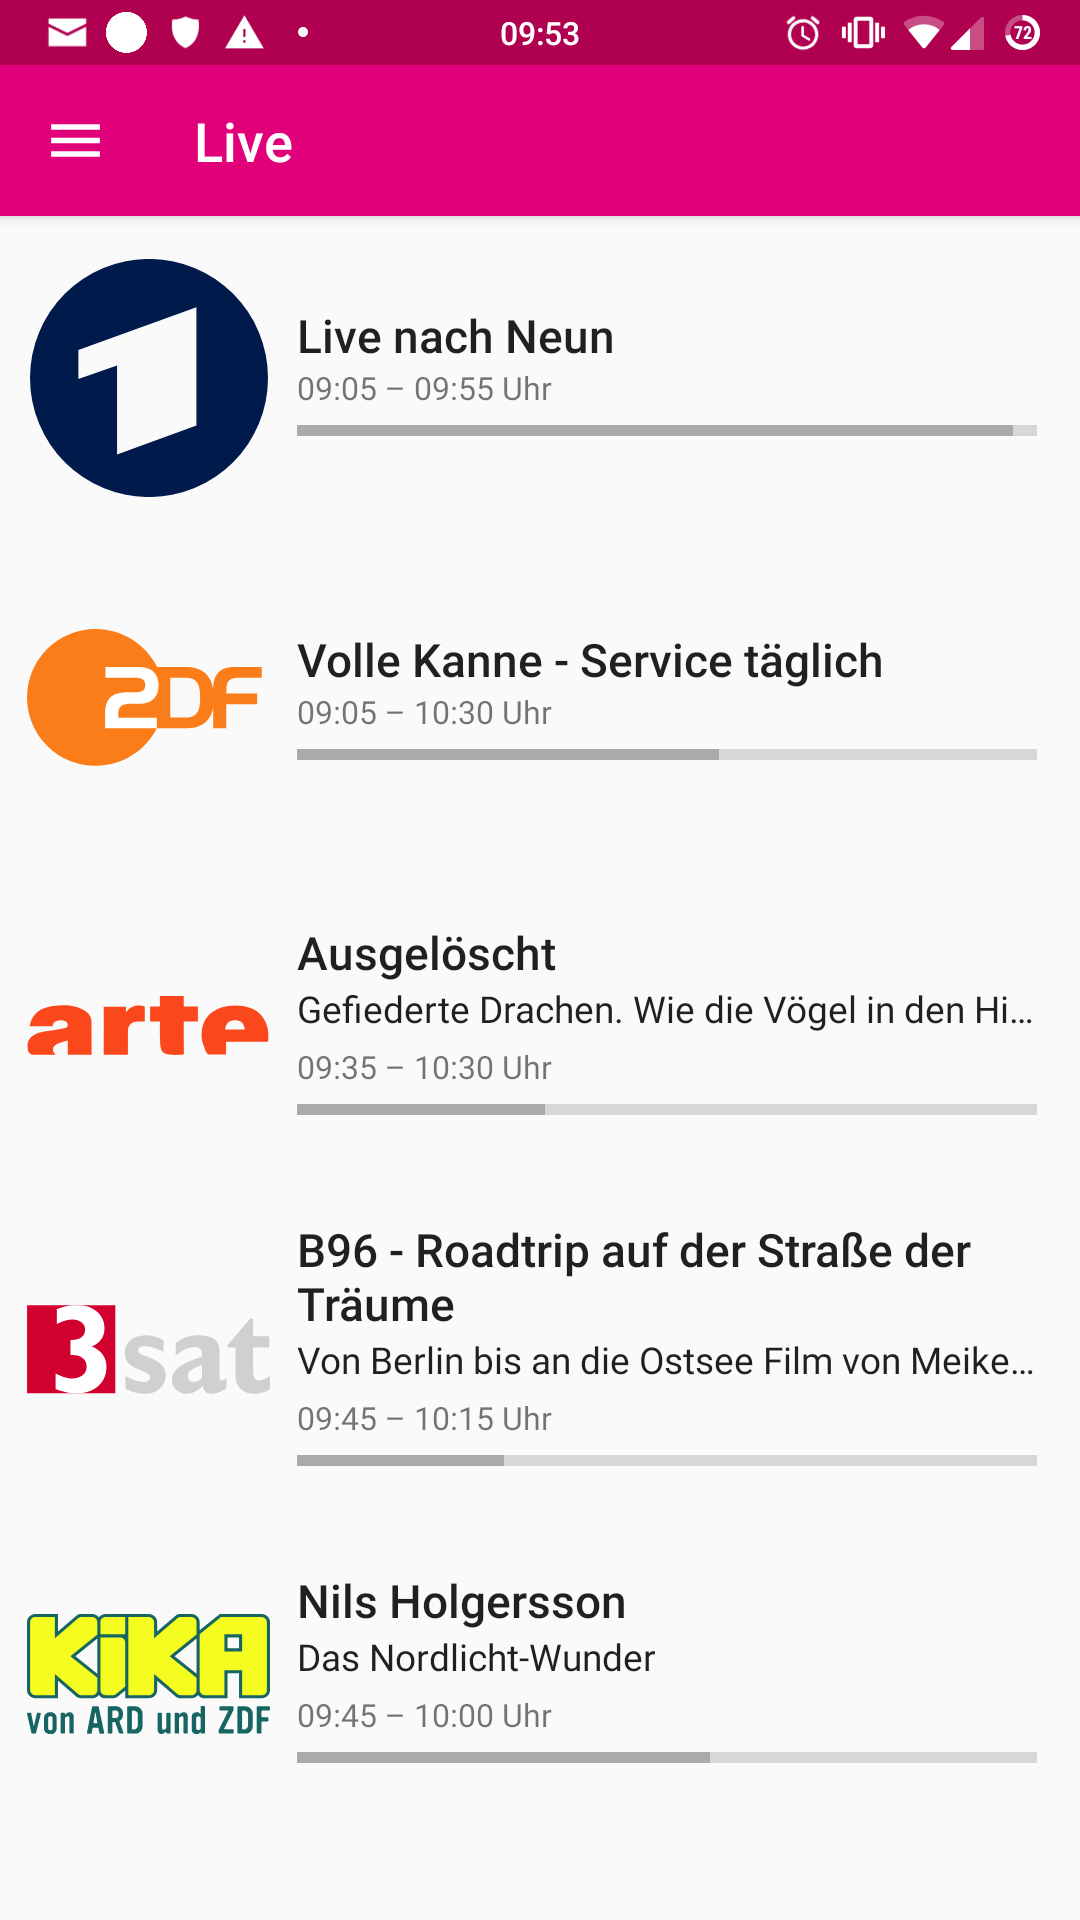 09:53
72
Live
1
Live nach Neun
09:05 – 09:55 Uhr
ZDF
Volle Kanne - Service täglich
09:05 – 10:30 Uhr
arte
Ausgelöscht
Gefiederte Drachen. Wie die Vögel in den Hi...
09:35 – 10:30 Uhr
3sat
B96 - Roadtrip auf der Straße der
Träume
Von Berlin bis an die Ostsee Film von Meike...
09:45 – 10:15 Uhr
KiKA
von ARD und ZDF
Nils Holgersson
Das Nordlicht-Wunder
09:45 – 10:00 Uhr